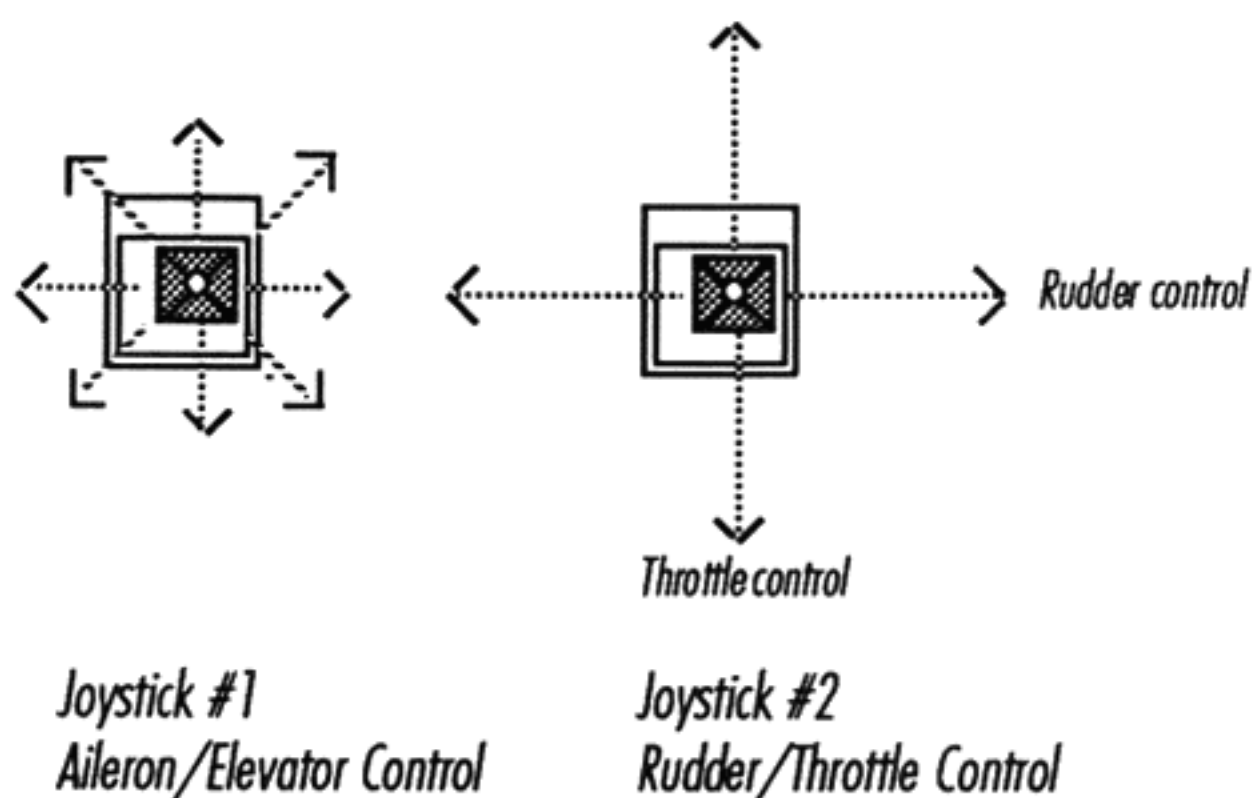 Rudder control
Throttle control
Joystick #1
Aileron/Elevator Control
Joystick #2
Rudder/Throttle Control